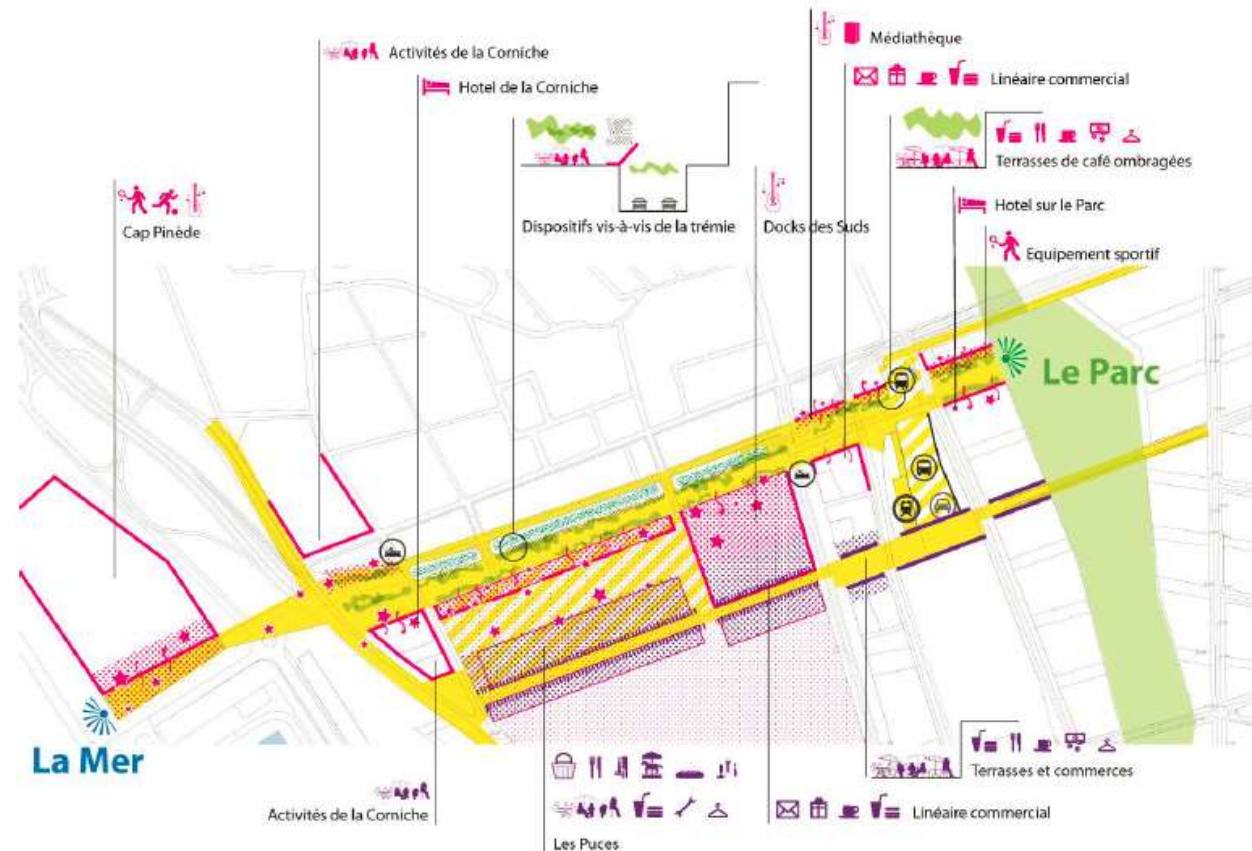 Médiathèque
Activités de la Corniche
Linéaire commercial
Hotel de la Corniche
Terrasses de café ombragées
Hotel sur le Parc
Cap Pinède
Dispositifs vis-à-vis de la trémie
Docks des Suds
Equipement sportif
Le Parc
La Mer
Terrasses et commerces
Activités de la Corniche
Linéaire commercial
Les Puces